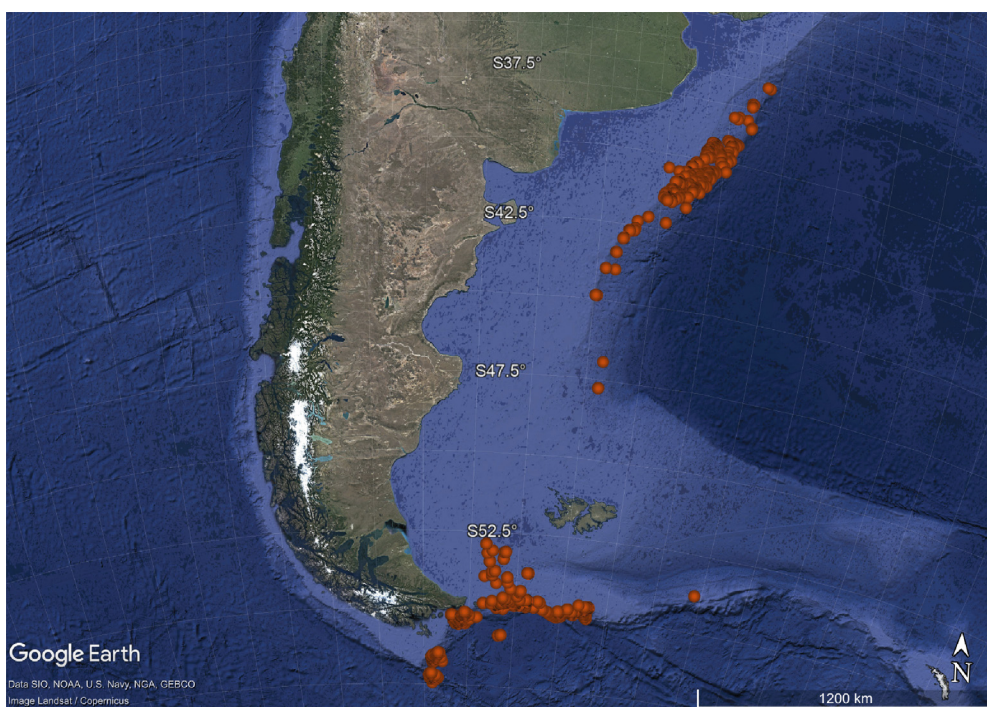 S37.5°
S42.5°
S47.5°
S52.5°
Google Earth
Data SIO, NOAA, U.S. Navy, NGA, GEBCO
Image Landsat / Copernicus
N
1200 km